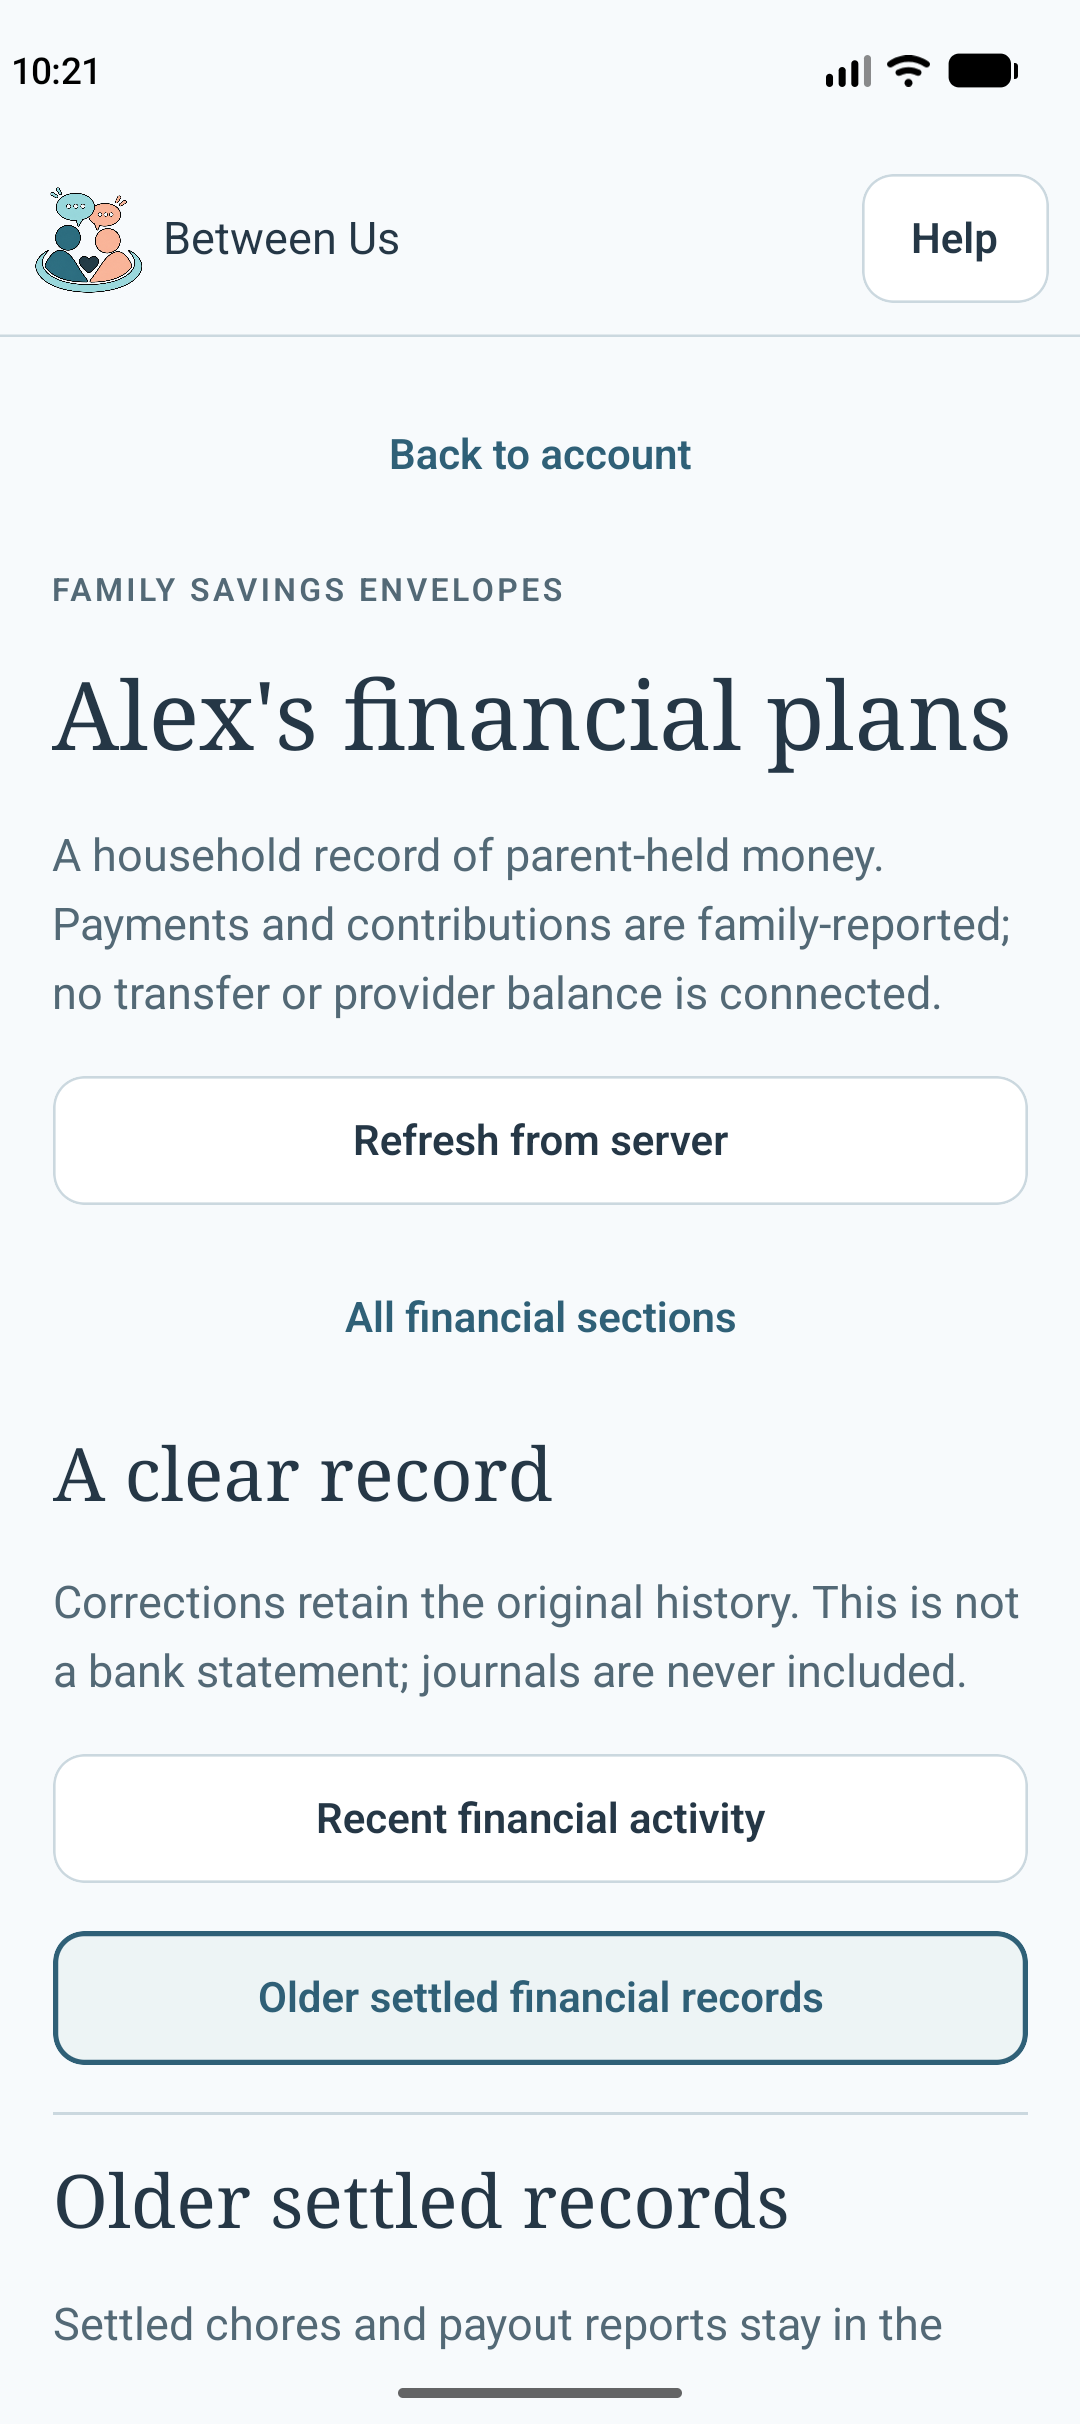 10:21
Between Us
Help
Back to account
FAMILY SAVINGS ENVELOPES
Alex's financial plans
A household record of parent-held money.
Payments and contributions are family-reported;
no transfer or provider balance is connected.
Refresh from server
All financial sections
A clear record
Corrections retain the original history. This is not
a bank statement; journals are never included.
Recent financial activity
Older settled financial records
Older settled records
Settled chores and payout reports stay in the